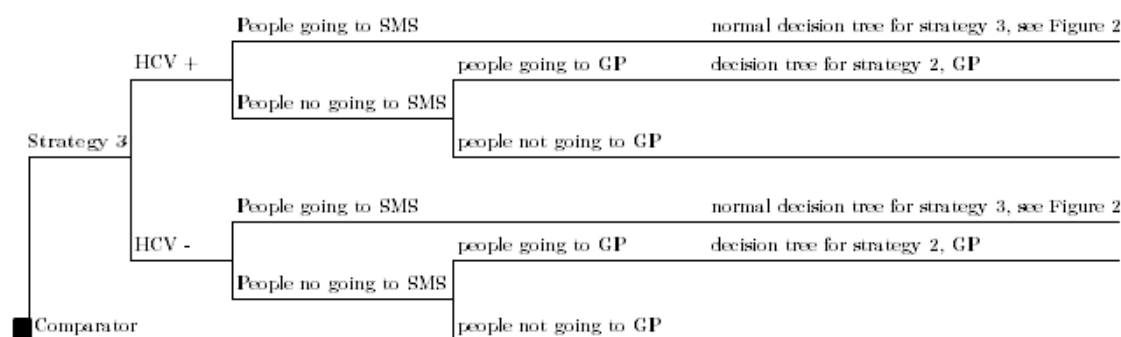 People going to SMS normal decision tree for strategy 3, see Figure 2
HCV + people going to GP decision tree for strategy 2, GP
People no going to SMS
Strategy 3 people not going to GP
People going to SMS normal decision tree for strategy 3, see Figure 2
HCV - people going to GP decision tree for strategy 2, GP
People no going to SMS
Comparator people not going to GP